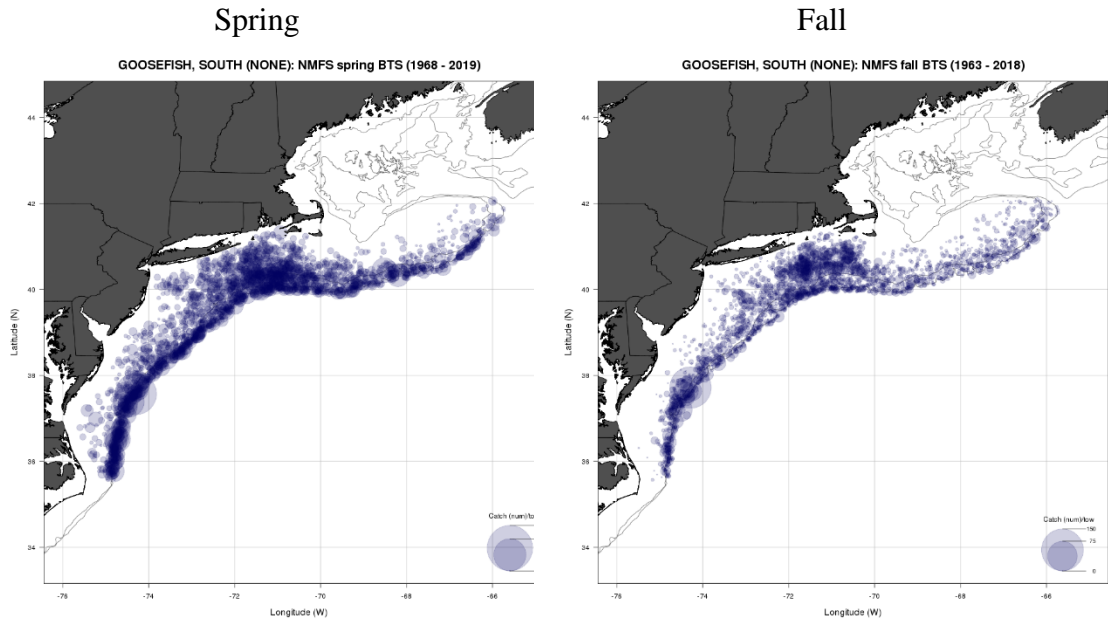 Spring
GOOSEFISH, SOUTH (NONE): NMFS spring BTS (1968 - 2019)
44
42
40
38
36
34
Latitude (N)
-76
-74
-72
-70
-68
-66
Longitude (W)
Catch (num)/to
Fall
GOOSEFISH, SOUTH (NONE): NMFS fall BTS (1963 - 2018)
44
42
40
38
36
34
Latitude (N)
-76
-74
-72
-70
-68
-66
Longitude (W)
Catch (num)/tow
150
75
0